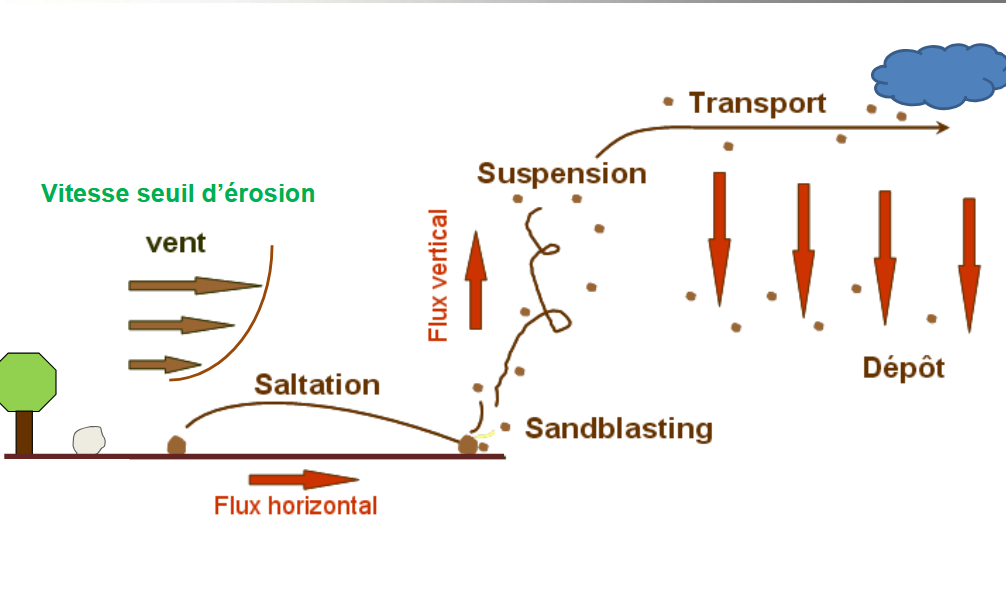 Transport
Suspension
Vitesse seuil d’érosion
vent
Flux vertical
Dépôt
Saltation
Sandblasting
Flux horizontal